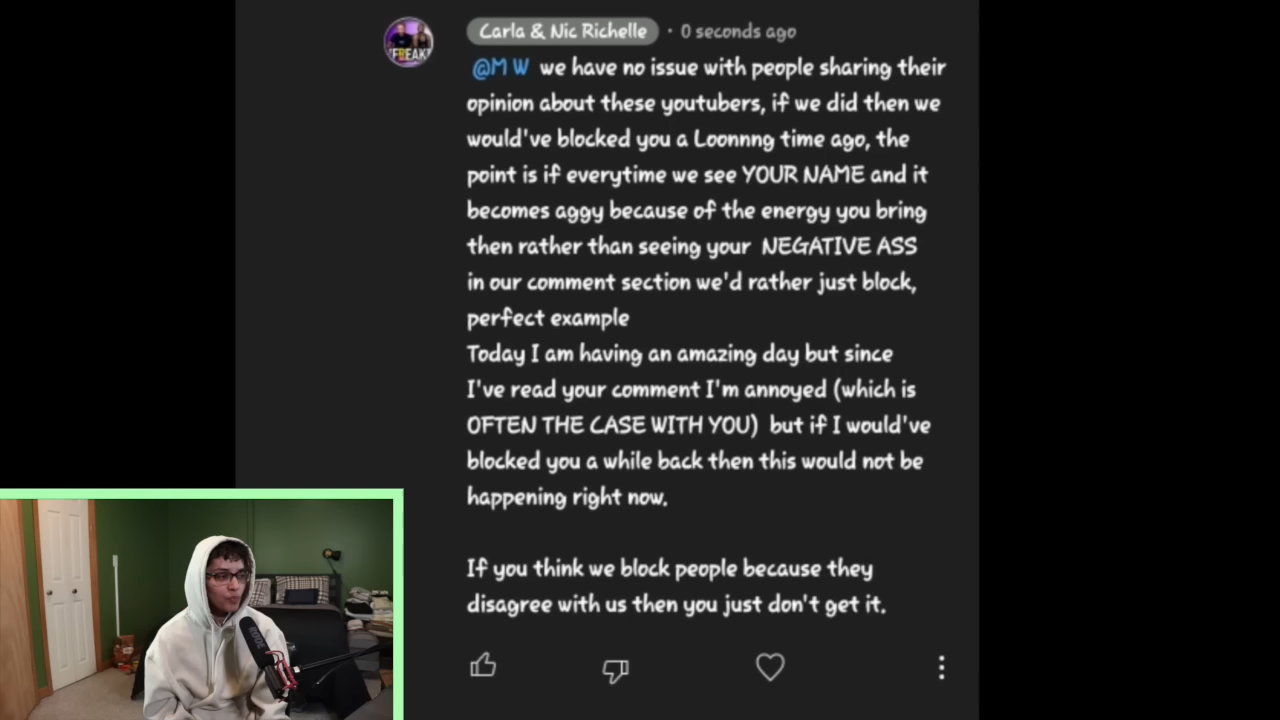 Carla & Nic Richelle · 0 seconds ago
@M W we have no issue with people sharing their
opinion about these youtubers, if we did then we
would've blocked you a Loonnng time ago, the
point is if everytime we see YOUR NAME and it
becomes aggy because of the energy you bring
then rather than seeing your NEGATIVE ASS
in our comment section we'd rather just block,
perfect example
Today I am having an amazing day but since
I've read your comment I'm annoyed (which is
OFTEN THE CASE WITH YOU) but if I would've
blocked you a while back then this would not be
happening right now.
If you think we block people because they
disagree with us then you just don't get it.
FREAK
RODE